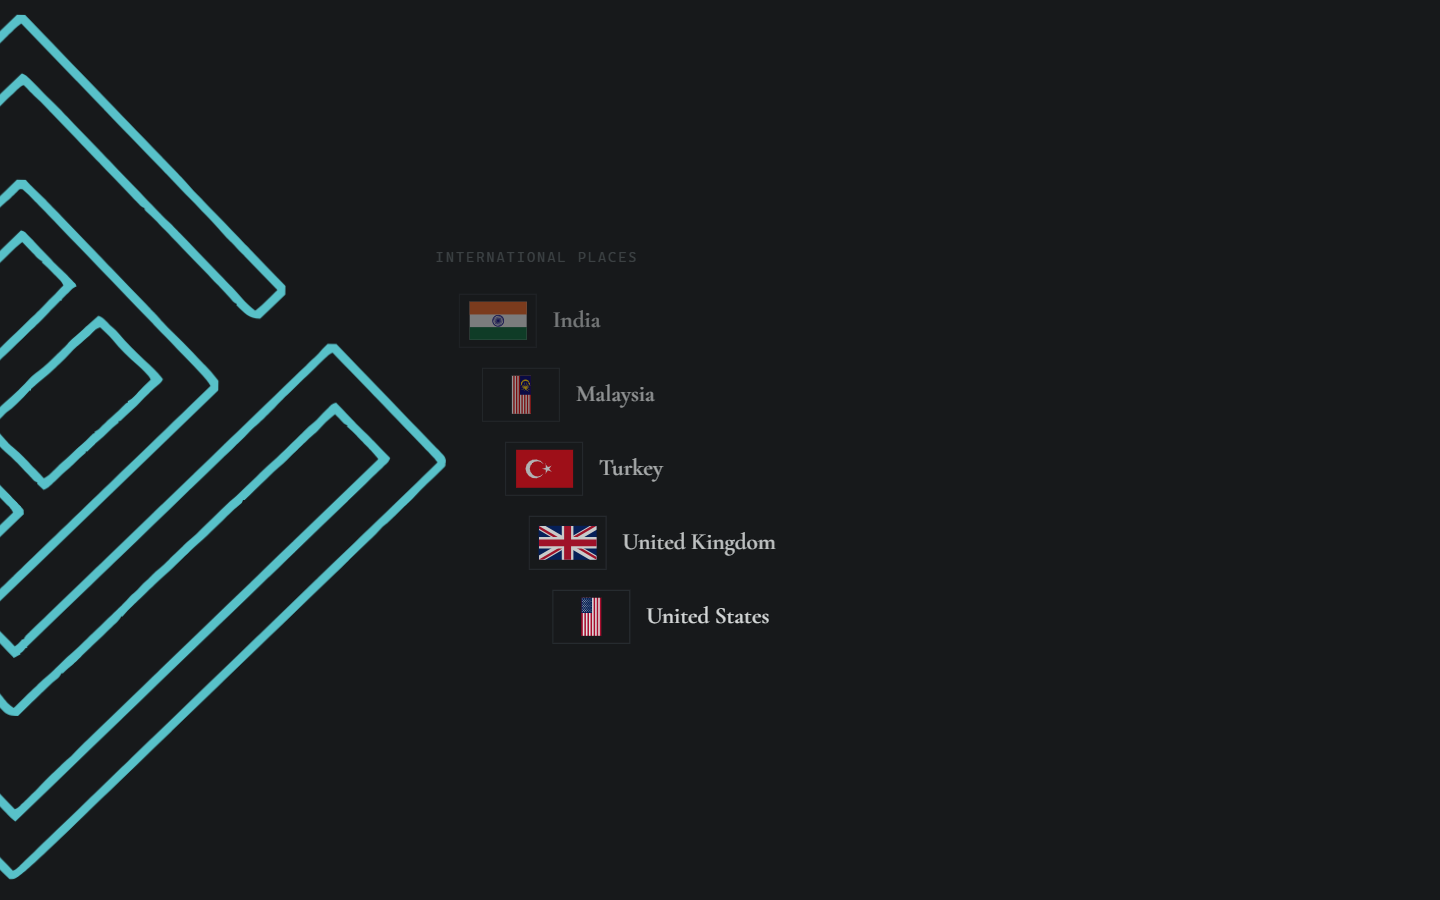 INTERNATIONAL PLACES
India
Malaysia
Turkey
United Kingdom
United States